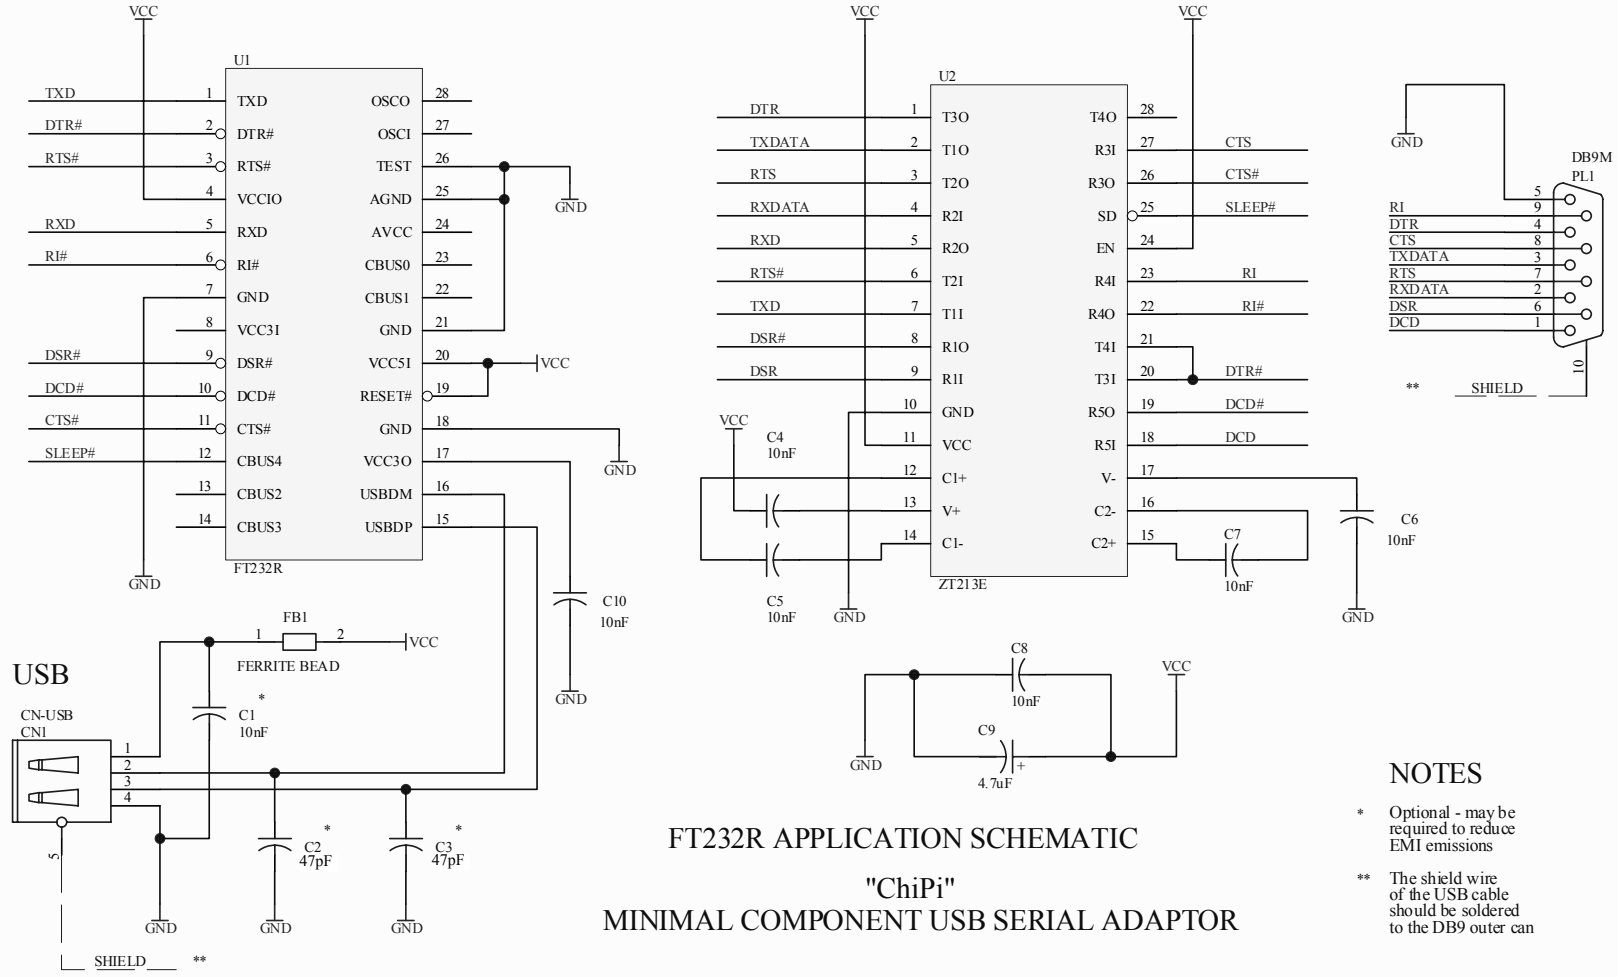 VCC
U1
TXD 1 TXD OSCO 28
DTR# 2 DTR# OSCI 27
RTS# 3 RTS# TEST 26
4 VCCIO AGND 25
GND
RXD 5 RXD AVCC 24
RI# 6 RI# CBUS0 23
7 GND CBUS1 22
8 VCC3I GND 21
DSR# 9 DSR# VCC5I 20 VCC
DCD# 10 DCD# RESET# 19
CTS# 11 CTS# GND 18
GND
SLEEP# 12 CBUS4 VCC3O 17
13 CBUS2 USBDM 16
14 CBUS3 USBDP 15
FT232R
GND
C10
10nF
GND
FB1
1 2 VCC
FERRITE BEAD
USB
CN-USB
CN1
*
C1
10nF
1
2
3
4
5
*
C2
47pF
*
C3
47pF
GND
GND
GND
SHIELD **
VCC
VCC
U2
DTR 1 T3O T4O 28
TXDATA 2 T1O R3I 27 CTS
RTS 3 T2O R3O 26 CTS#
RXDATA 4 R2I SD 25 SLEEP#
RXD 5 R2O EN 24
RTS# 6 T2I R4I 23 RI
TXD 7 T1I R4O 22 RI#
DSR# 8 R1O T4I 21
DSR 9 R1I T3I 20 DTR#
10 GND R5O 19 DCD#
11 VCC R5I 18 DCD
12 C1+ V- 17
13 V+ C2- 16
14 C1- C2+ 15
ZT213E
VCC
C4
10nF
C5
10nF
GND
C7
10nF
C6
10nF
GND
GND
DB9M
PL1
5
RI 9
DTR 4
CTS 8
TXDATA 3
RTS 7
RXDATA 2
DSR 6
DCD 1
10
** SHIELD
C8
10nF
VCC
C9
+
4.7uF
GND
FT232R APPLICATION SCHEMATIC
"ChiPi"
MINIMAL COMPONENT USB SERIAL ADAPTOR
NOTES
* Optional - may be
required to reduce
EMI emissions
** The shield wire
of the USB cable
should be soldered
to the DB9 outer can